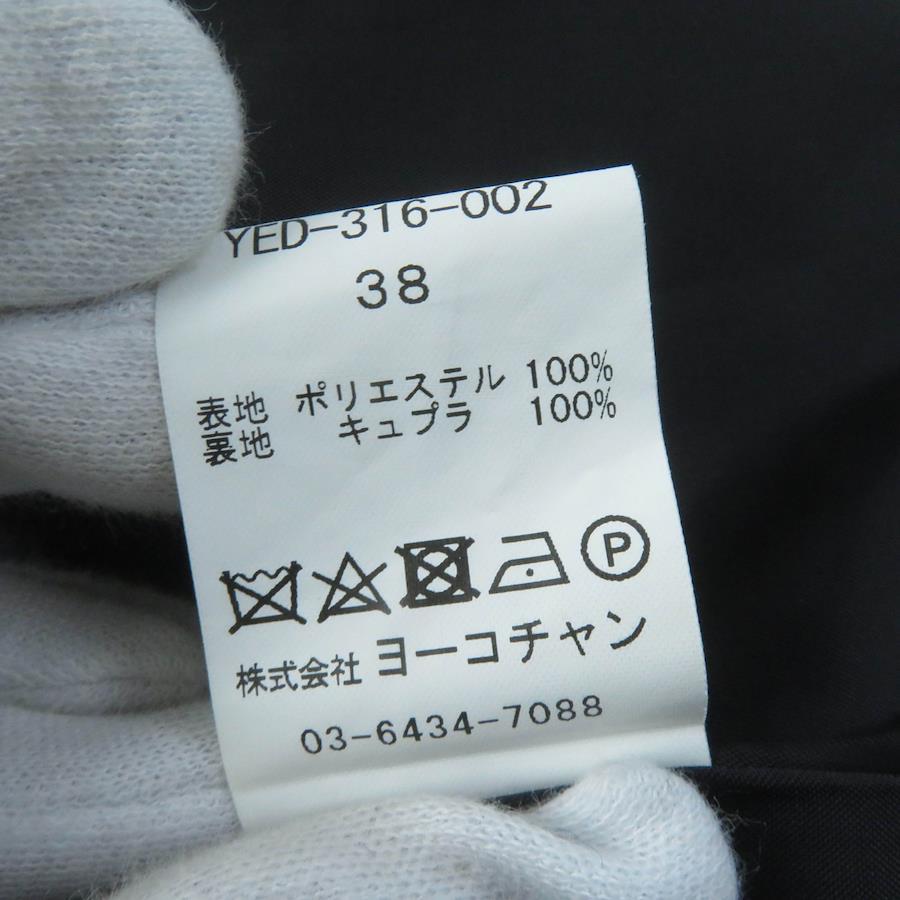 YED-316-002
38
表地 ポリエステル 100%
裏地 キュプラ 100%
P
株式会社 ヨーコチャン
03-6434-7088